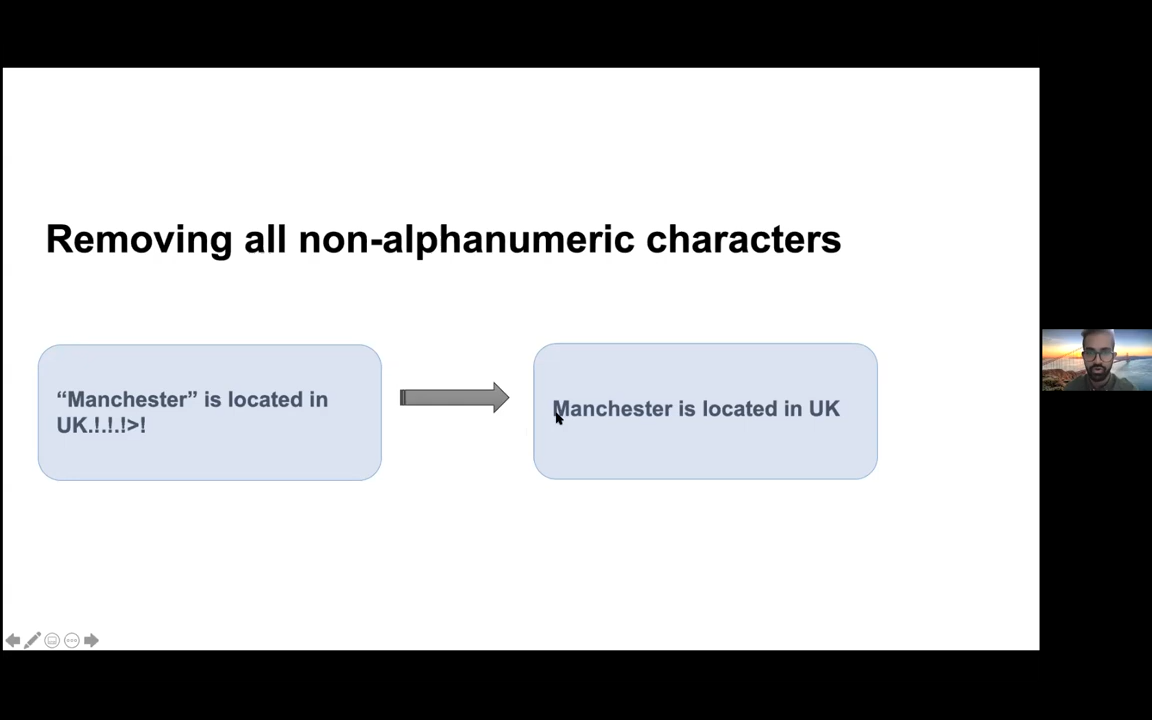 Removing all non-alphanumeric characters
“Manchester” is located in
UK.!.!.!>!
Manchester is located in UK